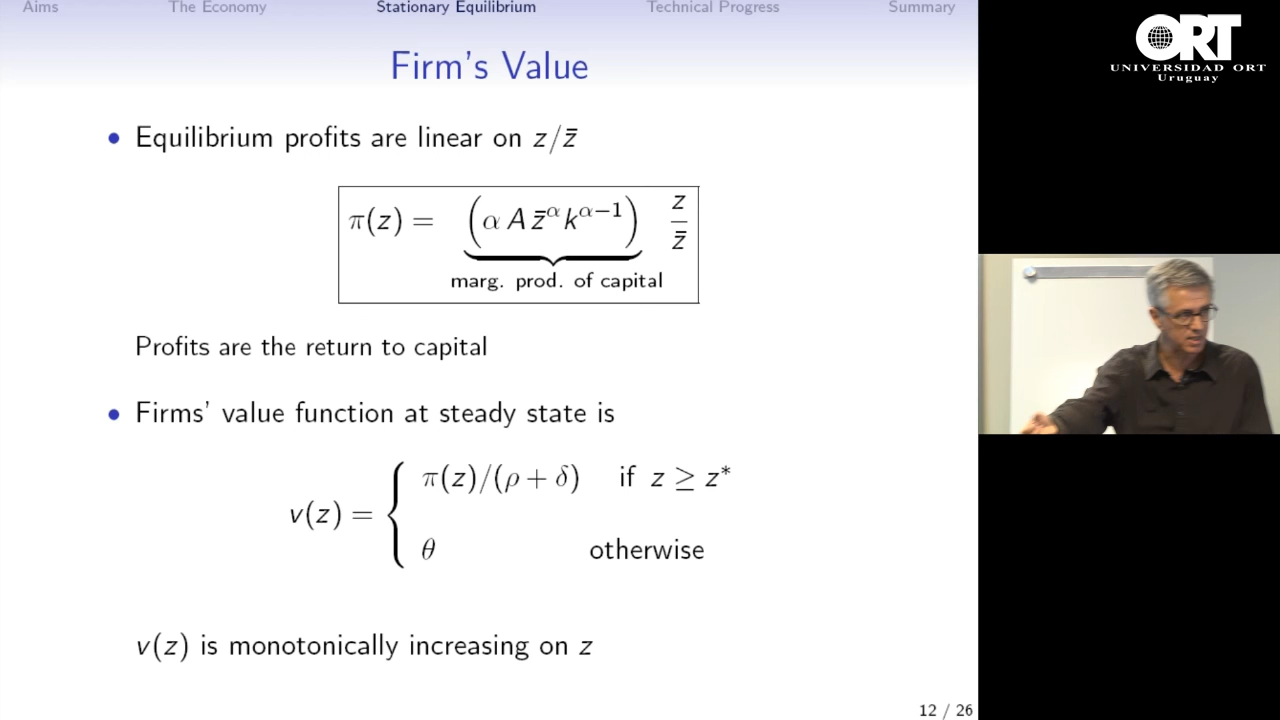 Aims The Economy Stationary Equilibrium Technical Progress Summary
Firm's Value
• Equilibrium profits are linear on z/z̄
π(z) = (α A z̄^α k^{α−1}) z/z̄
marg. prod. of capital
Profits are the return to capital
• Firms' value function at steady state is
v(z) = { π(z)/(ρ + δ) if z ≥ z*
θ otherwise
v(z) is monotonically increasing on z
12 / 26
ORT
UNIVERSIDAD ORT
Uruguay